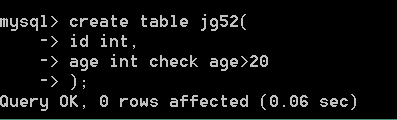 mysql> create table jg52(
    -> id int,
    -> age int check age>20
    -> );
Query OK, 0 rows affected (0.06 sec)